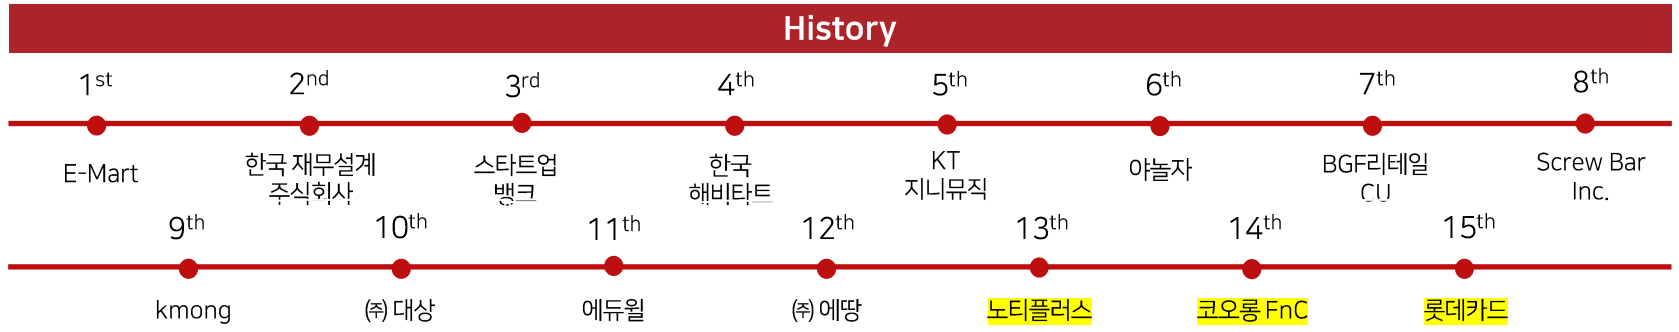 History
1st 2nd 3rd 4th 5th 6th 7th 8th
E-Mart
한국 재무설계
주식회사
스타트업
뱅크
한국
해비타트
KT
지니뮤직
야놀자
BGF리테일
CU
Screw Bar
Inc.
9th 10th 11th 12th 13th 14th 15th
kmong
㈜ 대상
에듀윌
㈜ 에땅
노티플러스
코오롱 FnC
롯데카드